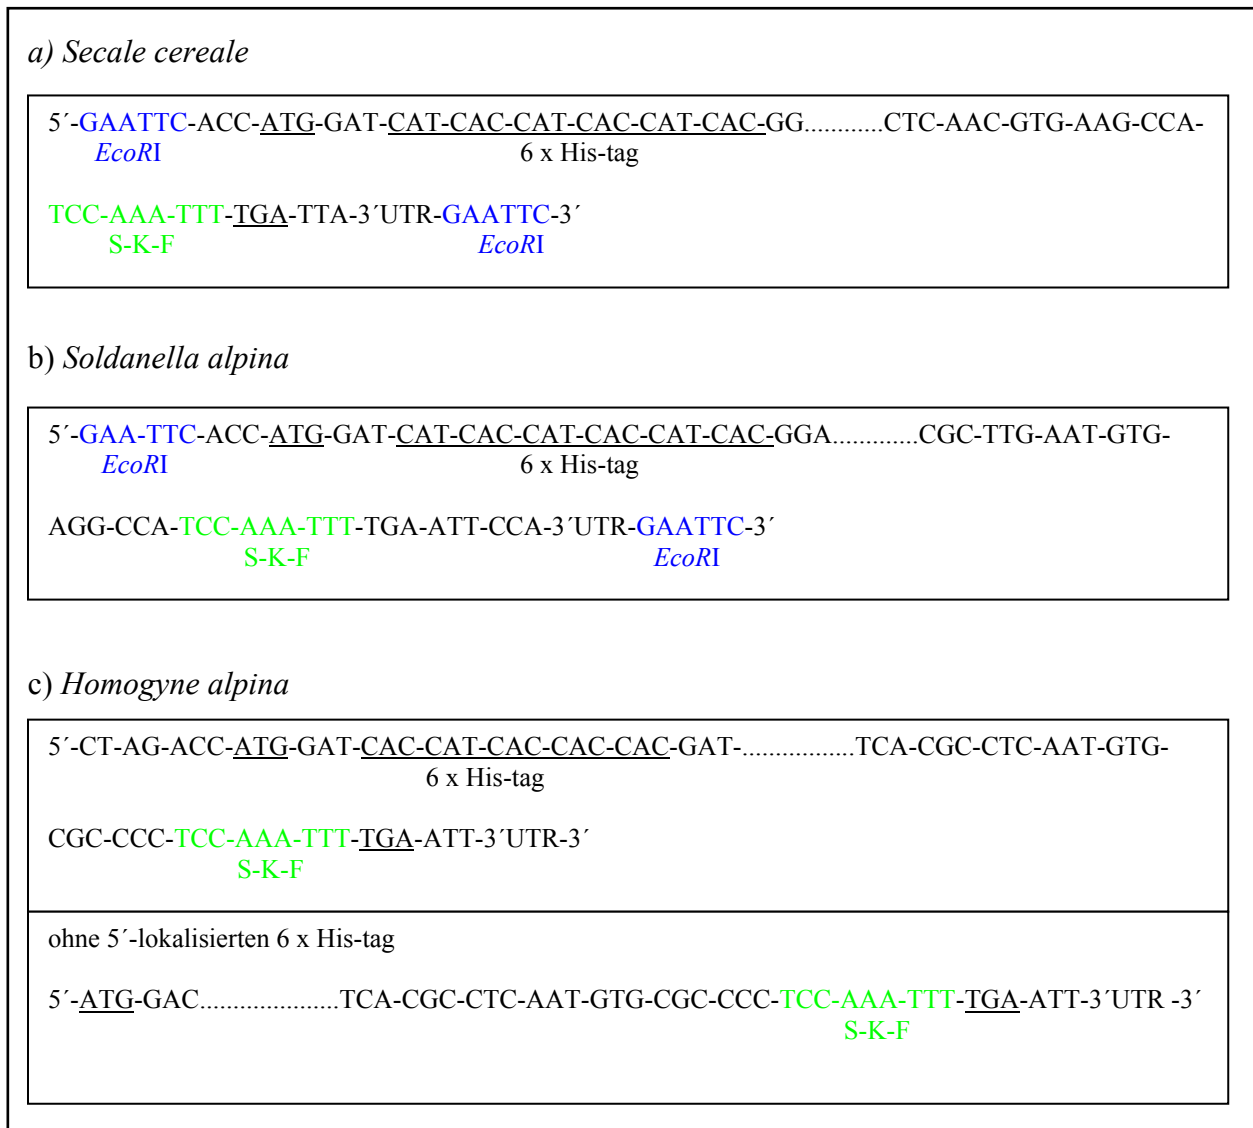 a) Secale cereale
5´-GAATTC-ACC-ATG-GAT-CAT-CAC-CAT-CAC-CAT-CAC-GG............CTC-AAC-GTG-AAG-CCA-
EcoRI 6 x His-tag
TCC-AAA-TTT-TGA-TTA-3´UTR-GAATTC-3´
S-K-F EcoRI
b) Soldanella alpina
5´-GAA-TTC-ACC-ATG-GAT-CAT-CAC-CAT-CAC-CAT-CAC-GGA.............CGC-TTG-AAT-GTG-
EcoRI 6 x His-tag
AGG-CCA-TCC-AAA-TTT-TGA-ATT-CCA-3´UTR-GAATTC-3´
S-K-F EcoRI
c) Homogyne alpina
5´-CT-AG-ACC-ATG-GAT-CAC-CAT-CAC-CAC-CAC-GAT-................TCA-CGC-CTC-AAT-GTG-
6 x His-tag
CGC-CCC-TCC-AAA-TTT-TGA-ATT-3´UTR-3´
S-K-F
ohne 5´-lokalisierten 6 x His-tag
5´-ATG-GAC.....................TCA-CGC-CTC-AAT-GTG-CGC-CCC-TCC-AAA-TTT-TGA-ATT-3´UTR -3´
S-K-F